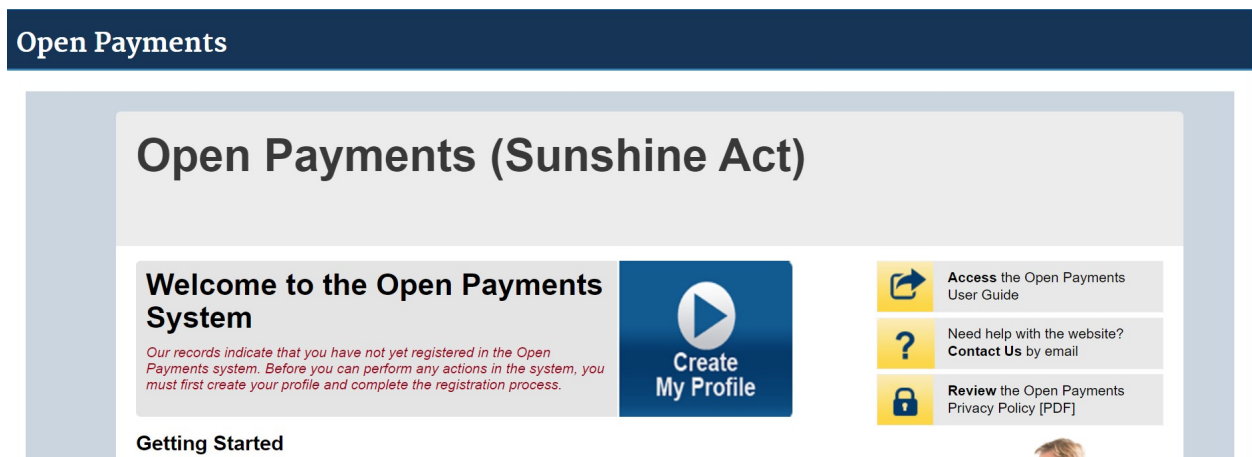 Open Payments
Open Payments (Sunshine Act)
Welcome to the Open Payments
System
Our records indicate that you have not yet registered in the Open
Payments system. Before you can perform any actions in the system, you
must first create your profile and complete the registration process.
Create
My Profile
Access the Open Payments
User Guide
?
Need help with the website?
Contact Us by email
Review the Open Payments
Privacy Policy [PDF]
Getting Started